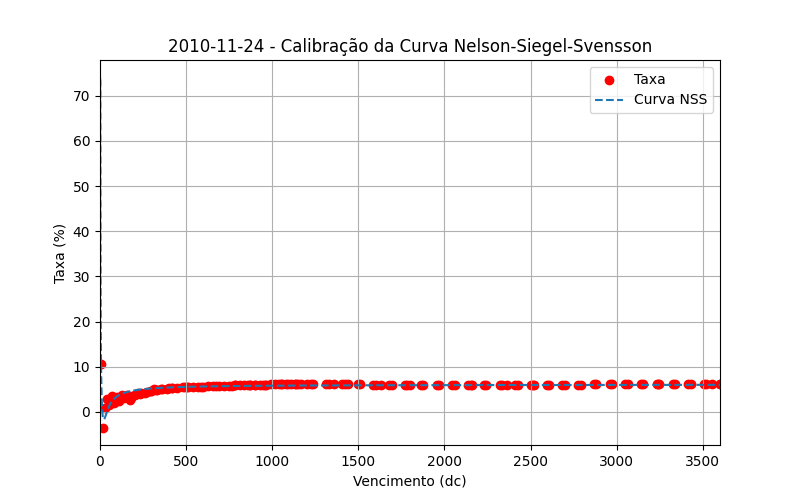 2010-11-24 - Calibração da Curva Nelson-Siegel-Svensson
Taxa
Curva NSS
Taxa (%)
70
60
50
40
30
20
10
0
0 500 1000 1500 2000 2500 3000 3500
Vencimento (dc)